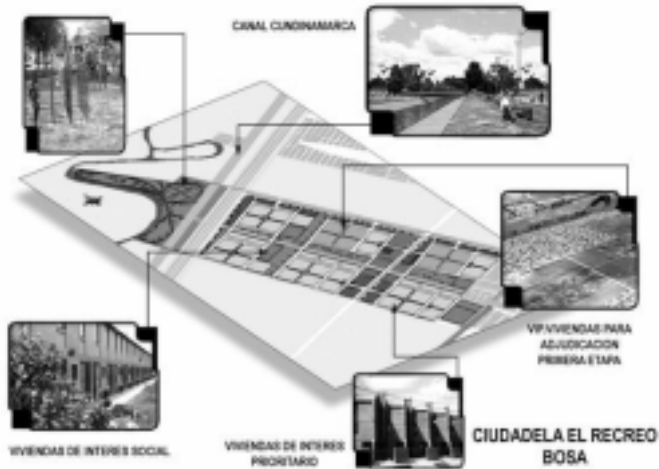 CANAL CUNDINAMARCA
VIP.VIVIENDAS PARA
ADJUDICACION
PRIMERA ETAPA
VIVIENDAS DE INTERES SOCIAL
VIVIENDAS DE INTERES
PRIORITARIO
CIUDADELA EL RECREO
BOSA